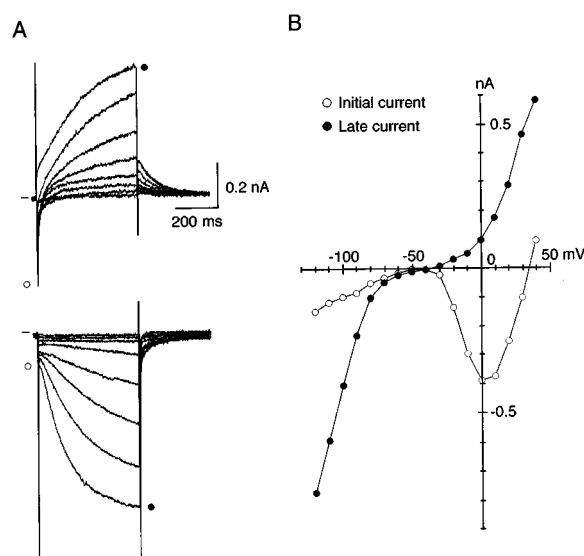 A
0.2 nA
200 ms
B
nA
Initial current
Late current
0.5
-100
-50
0
50 mV
-0.5